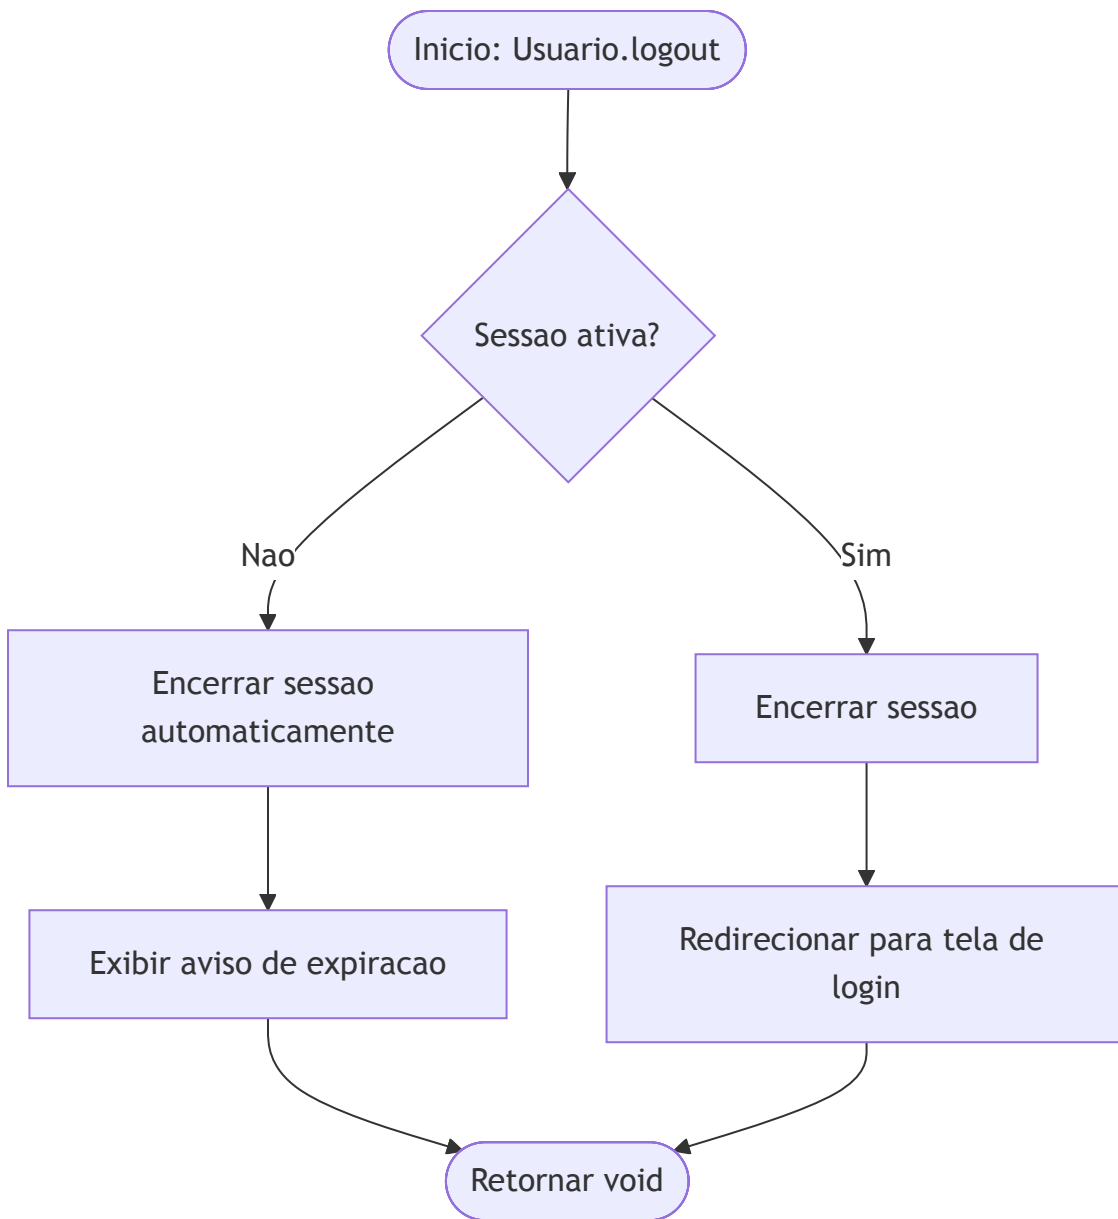 Inicio: Usuario.logout
Sessao ativa?
Nao
Sim
Encerrar sessao
automaticamente
Encerrar sessao
Exibir aviso de expiracao
Redirecionar para tela de
login
Retornar void